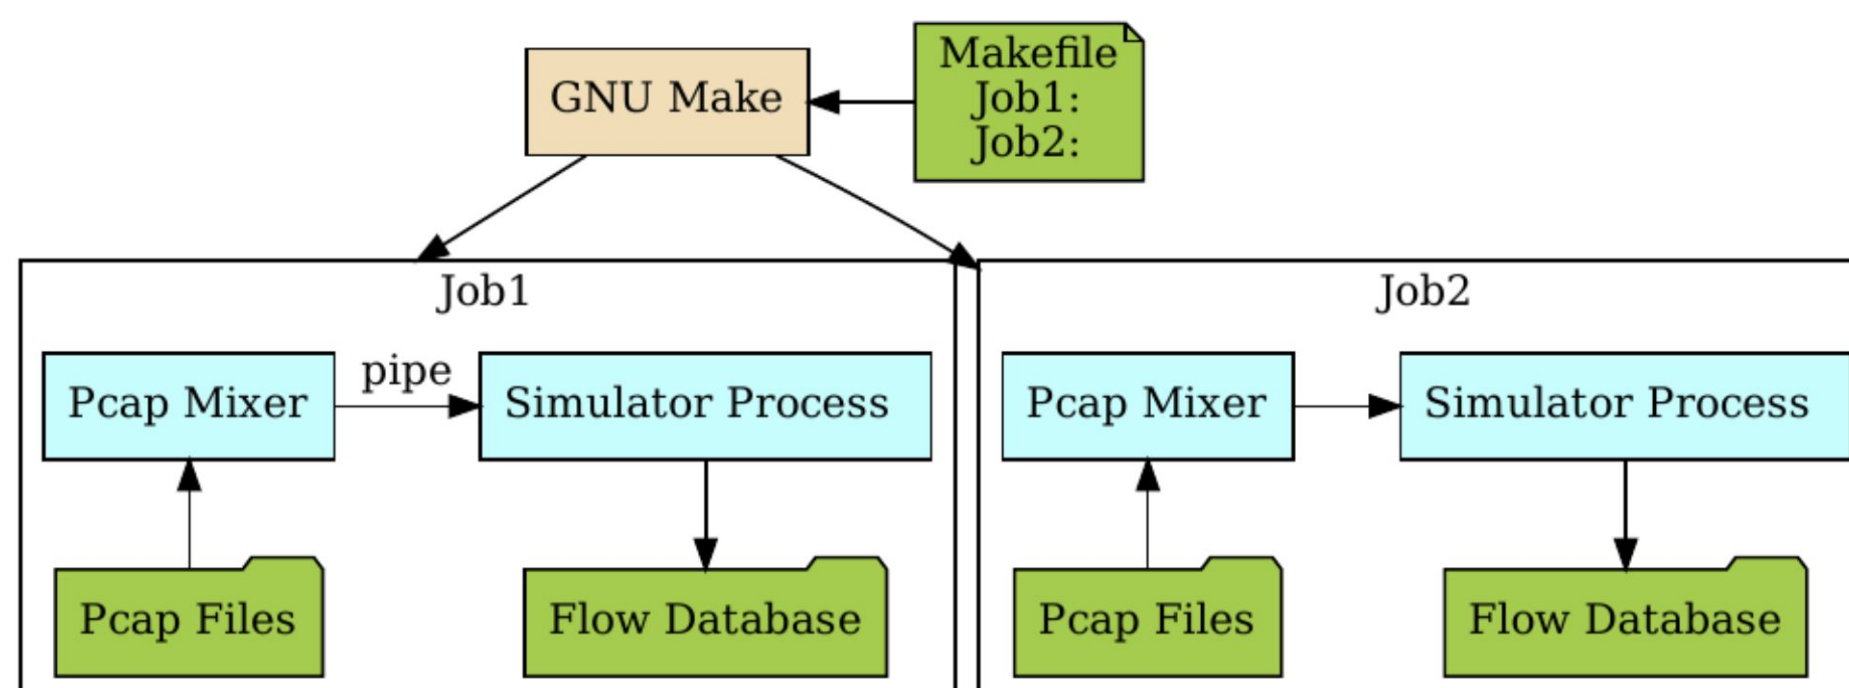 Makefile
GNU Make
Job1:
Job2:
Job1
Job2
pipe
Pcap Mixer
Simulator Process
Pcap Mixer
Simulator Process
Pcap Files
Flow Database
Pcap Files
Flow Database